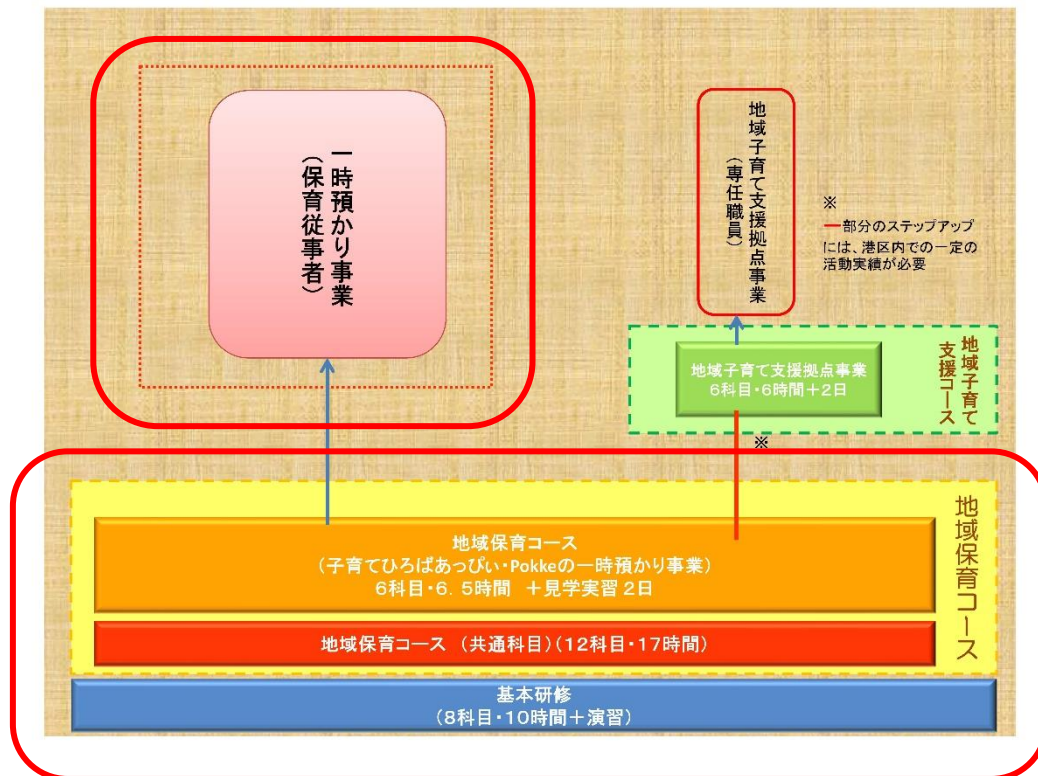 一時預かり事業
（保育従事者）
地域子育て支援拠点事業
（専任職員）
※
ー部分のステップアップ
には、港区内での一定の
活動実績が必要
地域子育て
支援コース
地域子育て支援拠点事業
6科目・6時間＋2日
※
地域保育コース
地域保育コース
（子育てひろばあっぴぃ・Pokkeの一時預かり事業）
6科目・6．5時間　＋見学実習 2日
地域保育コース　（共通科目）（12科目・17時間）
基本研修
（8科目・10時間＋演習）